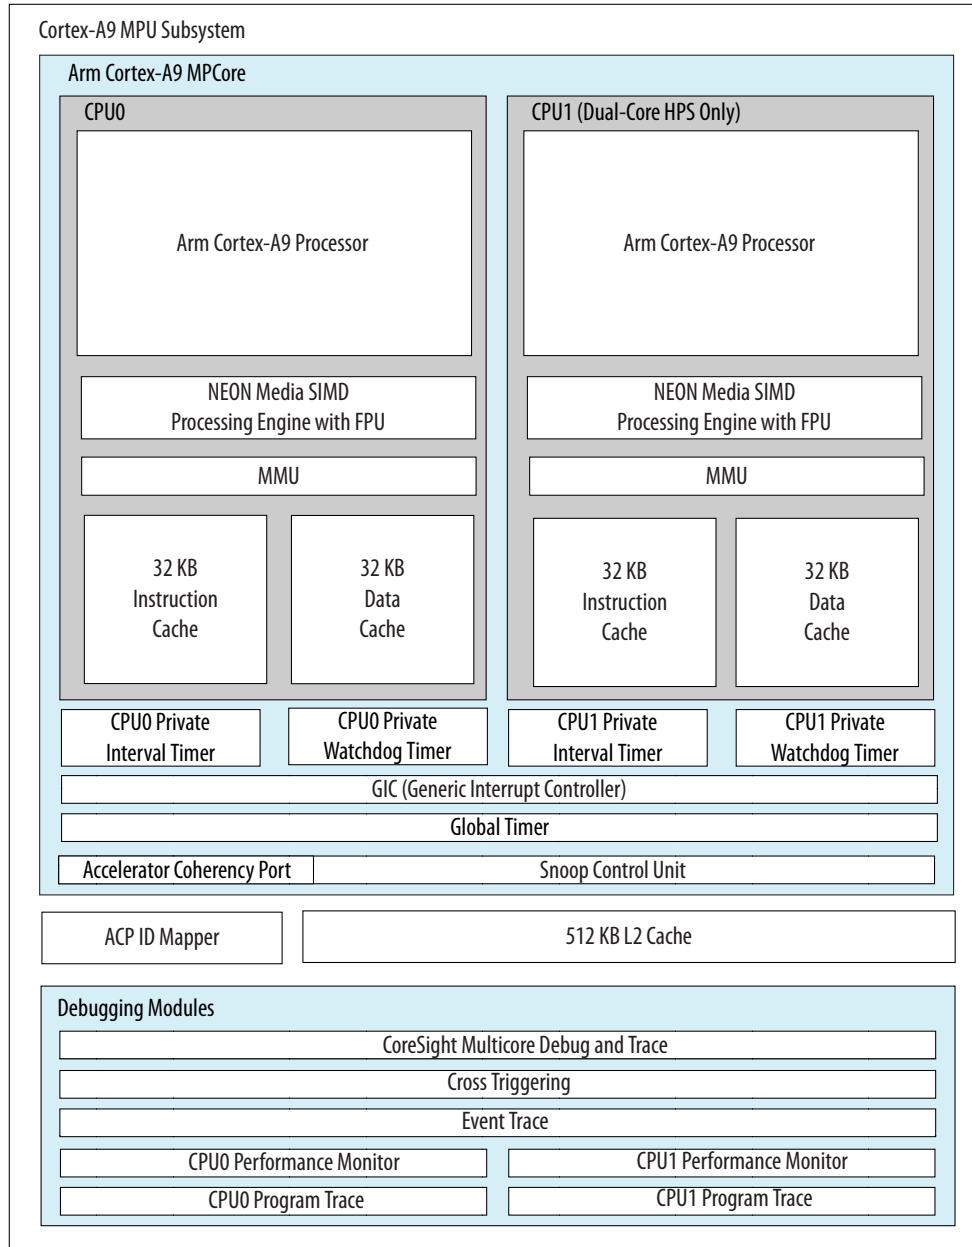 Cortex-A9 MPU Subsystem
Arm Cortex-A9 MPCore
CPU0
Arm Cortex-A9 Processor
NEON Media SIMD
Processing Engine with FPU
MMU
32 KB
Instruction
Cache
32 KB
Data
Cache
CPU1 (Dual-Core HPS Only)
Arm Cortex-A9 Processor
NEON Media SIMD
Processing Engine with FPU
MMU
32 KB
Instruction
Cache
32 KB
Data
Cache
CPU0 Private
Interval Timer
CPU0 Private
Watchdog Timer
CPU1 Private
Interval Timer
CPU1 Private
Watchdog Timer
GIC (Generic Interrupt Controller)
Global Timer
Accelerator Coherency Port
Snoop Control Unit
ACP ID Mapper
512 KB L2 Cache
Debugging Modules
CoreSight Multicore Debug and Trace
Cross Triggering
Event Trace
CPU0 Performance Monitor
CPU1 Performance Monitor
CPU0 Program Trace
CPU1 Program Trace